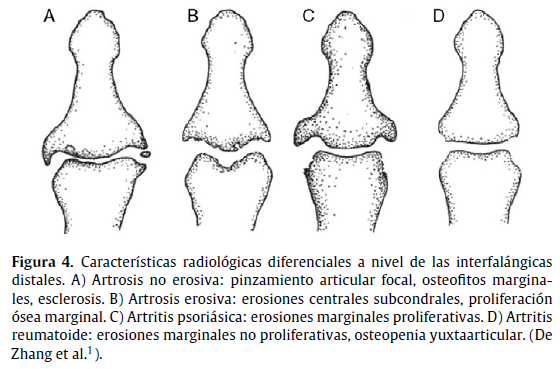 A B C D
Figura 4. Características radiológicas diferenciales a nivel de las interfalángicas
distales. A) Artrosis no erosiva: pinzamiento articular focal, osteofitos margina-
les, esclerosis. B) Artrosis erosiva: erosiones centrales subcondrales, proliferación
ósea marginal. C) Artritis psoriásica: erosiones marginales proliferativas. D) Artritis
reumatoide: erosiones marginales no proliferativas, osteopenia yuxtaarticular. (De
Zhang et al.¹).